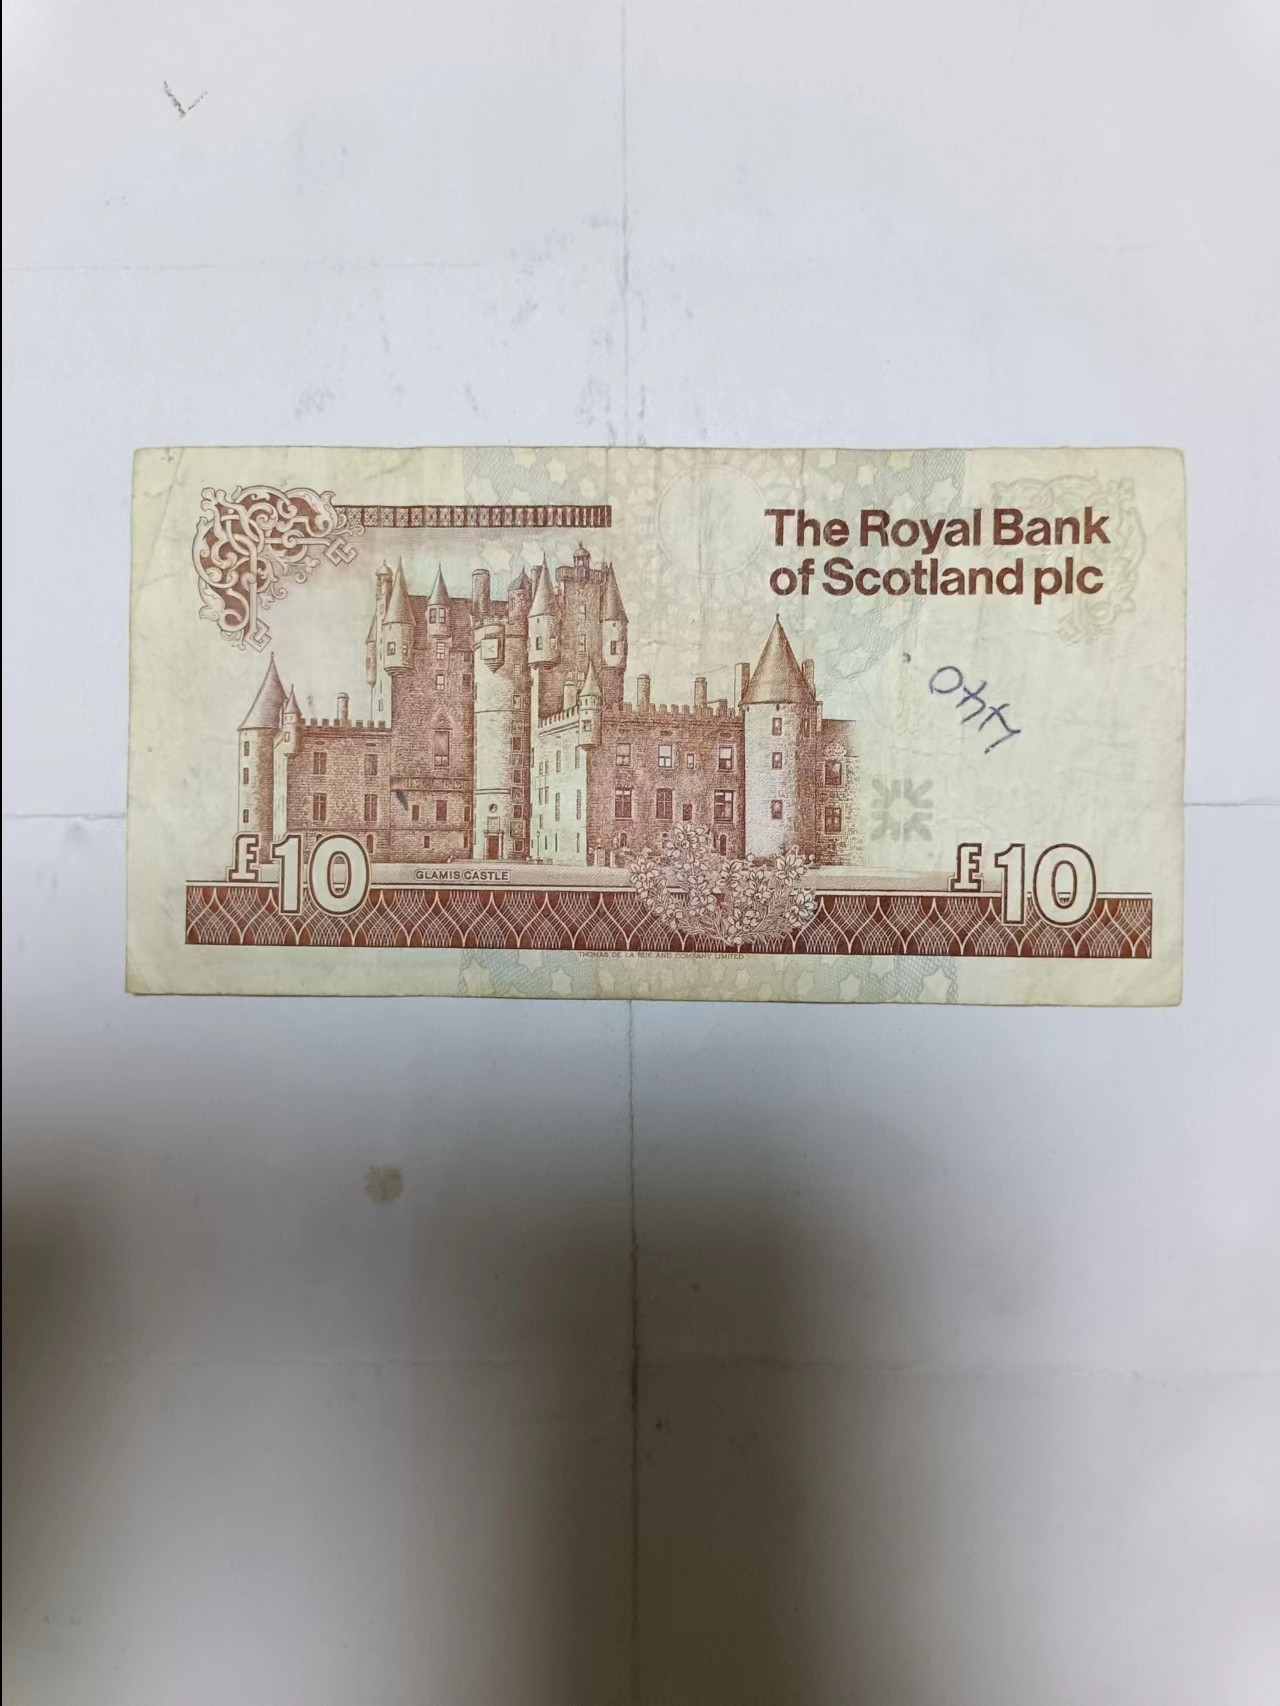 The Royal Bank
of Scotland plc
£10
GLAMIS CASTLE
£10
THOMAS DE LA RUE AND COMPANY LIMITED